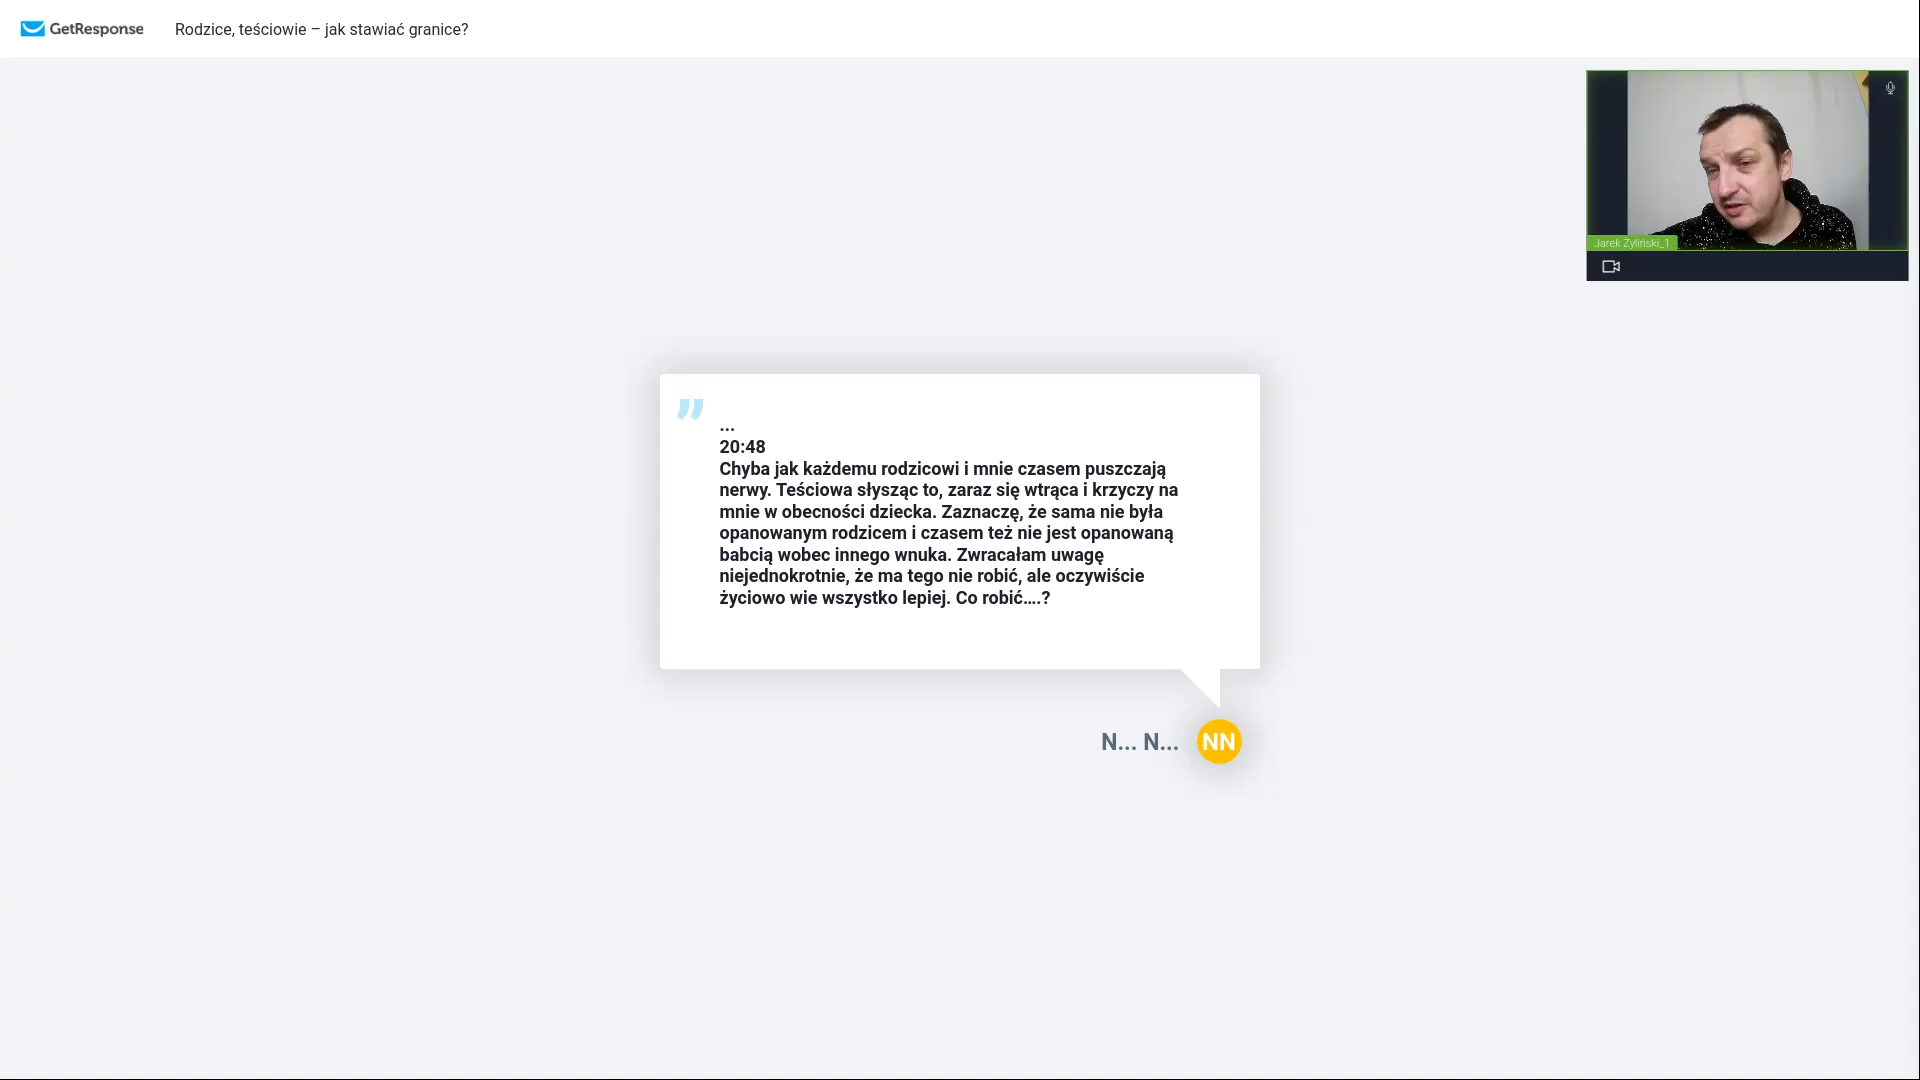 GetResponse
Rodzice, teściowie – jak stawiać granice?
Jarek Żyliński_1
”
...
20:48
Chyba jak każdemu rodzicowi i mnie czasem puszczają
nerwy. Teściowa słysząc to, zaraz się wtrąca i krzyczy na
mnie w obecności dziecka. Zaznaczę, że sama nie była
opanowanym rodzicem i czasem też nie jest opanowaną
babcią wobec innego wnuka. Zwracałam uwagę
niejednokrotnie, że ma tego nie robić, ale oczywiście
życiowo wie wszystko lepiej. Co robić....?
N... N...
NN